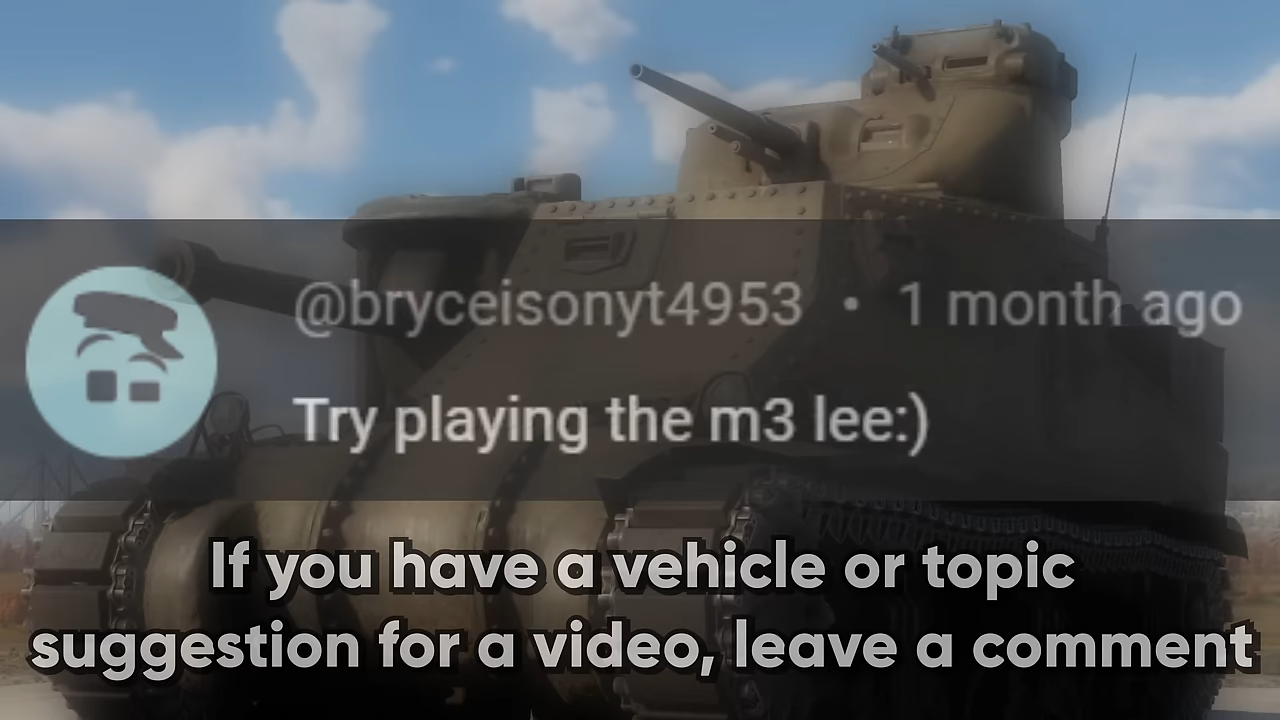 @bryceisonyt4953 • 1 month ago
Try playing the m3 lee:)
If you have a vehicle or topic
suggestion for a video, leave a comment